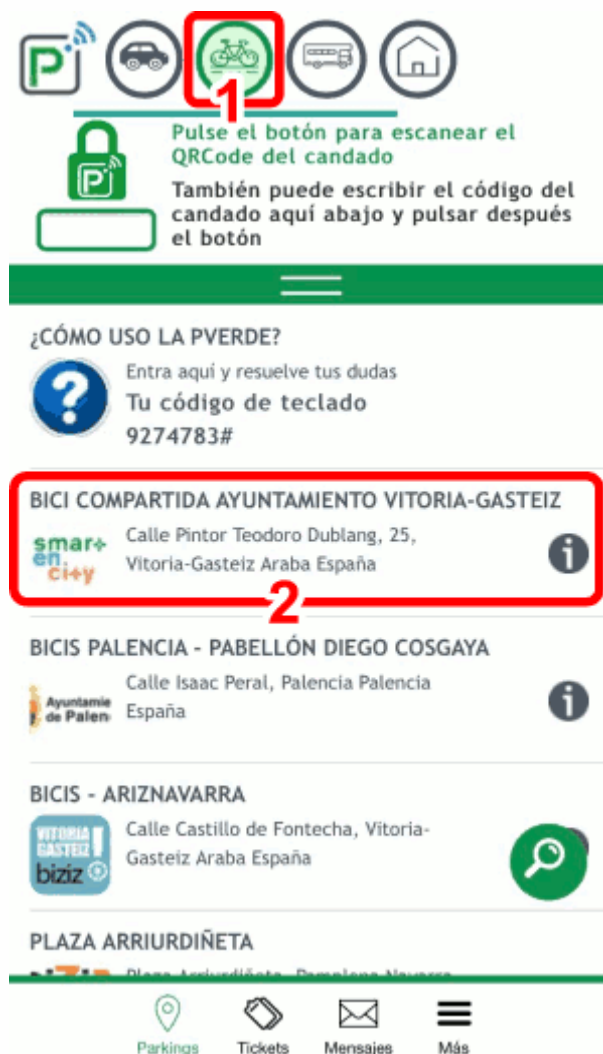 P
1
Pulse el botón para escanear el
QRCode del candado
P
También puede escribir el código del
candado aquí abajo y pulsar después
el botón
¿CÓMO USO LA PVERDE?
Entra aquí y resuelve tus dudas
?
Tu código de teclado
9274783#
BICI COMPARTIDA AYUNTAMIENTO VITORIA-GASTEIZ
smar+
en
ci+y
Calle Pintor Teodoro Dublang, 25,
Vitoria-Gasteiz Araba España
i
2
BICIS PALENCIA - PABELLÓN DIEGO COSGAYA
Ayuntamie
de Palen
Calle Isaac Peral, Palencia Palencia
España
i
BICIS - ARIZNAVARRA
VITORIA
GASTEIZ
biziz
Calle Castillo de Fontecha, Vitoria-
Gasteiz Araba España
PLAZA ARRIURDIÑETA
Plaza Arriurdiñeta, Pamplona Navarra
Parkings Tickets Mensajes Más